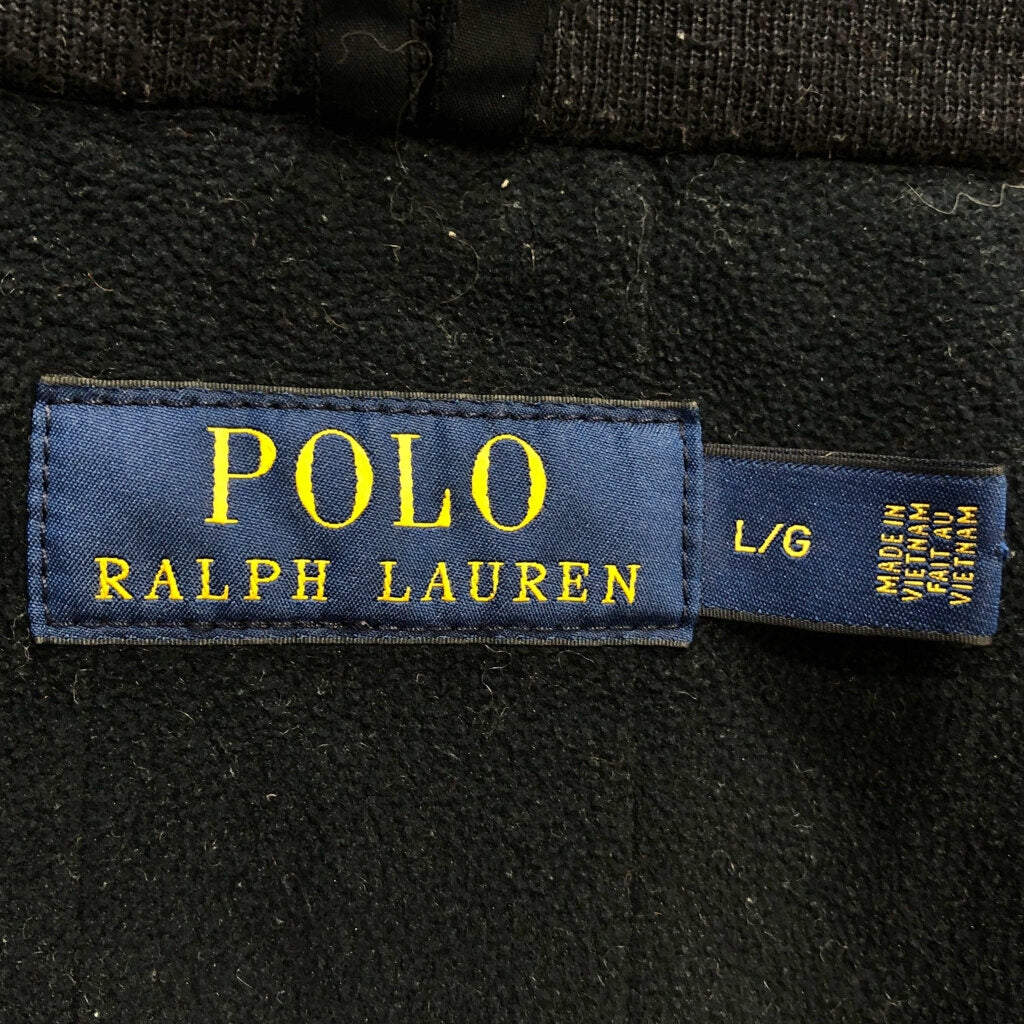 POLO
RALPH LAUREN
L/G
MADE IN
VIETNAM
FAIT AU
VIETNAM